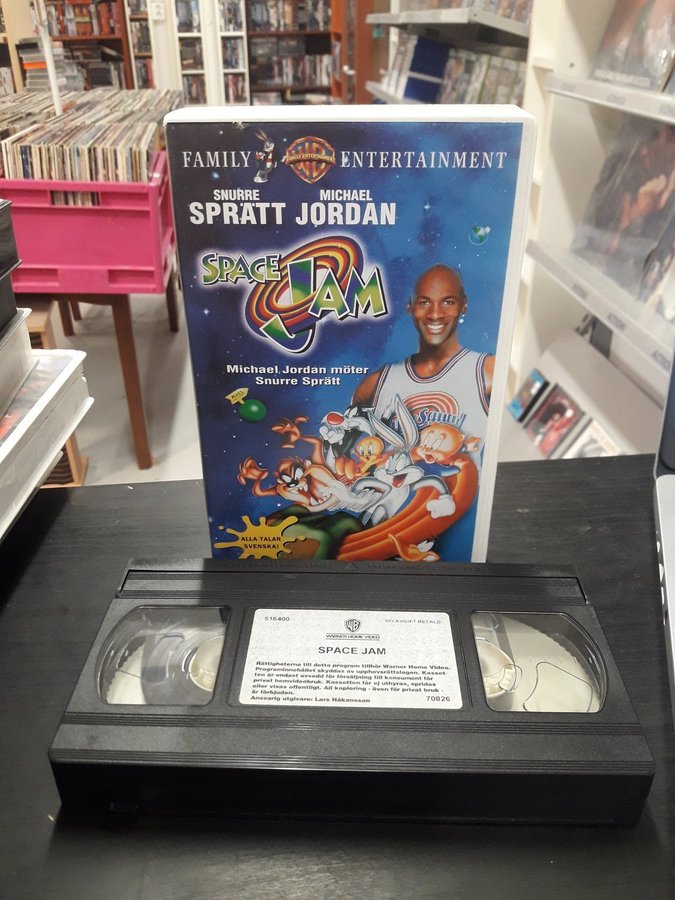 FAMILY ENTERTAINMENT
SNURRE MICHAEL
SPRÄTT JORDAN
SPACE JAM
Michael Jordan möter
Snurre Sprätt
ALLA TALAR
SVENSKA!
516400 SFI-AVGIFT BETALD
WB
WARNER HOME VIDEO
SPACE JAM
Rättigheterna till detta program tillhör Warner Home Video.
Programinnehållet skyddas av upphovsrättslagen. Kasset-
ten är endast avsedd för försäljning till konsument för
privat hemvideobruk. Kassetten får ej uthyras, spridas
eller visas offentligt. All kopiering - även för privat bruk -
är förbjuden.
Ansvarig utgivare: Lars Håkansson 70826